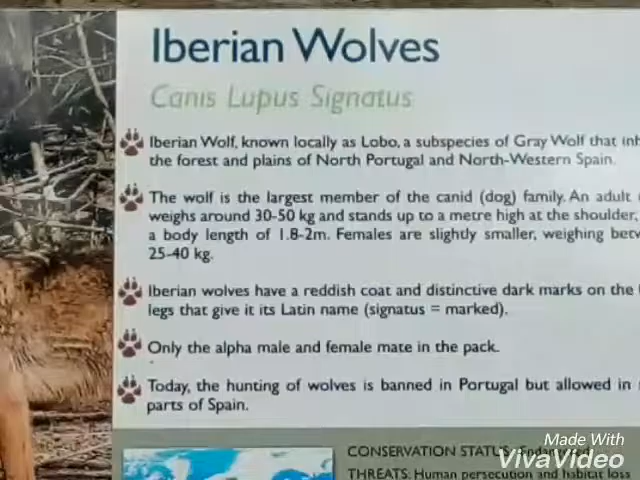 Iberian Wolves
Canis Lupus Signatus
Iberian Wolf, known locally as Lobo, a subspecies of Gray Wolf that inh
the forest and plains of North Portugal and North-Western Spain.
The wolf is the largest member of the canid (dog) family. An adult
weighs around 30-50 kg and stands up to a metre high at the shoulder,
a body length of 1.8-2m. Females are slightly smaller, weighing betw
25-40 kg.
Iberian wolves have a reddish coat and distinctive dark marks on the
legs that give it its Latin name (signatus = marked).
Only the alpha male and female mate in the pack.
Today, the hunting of wolves is banned in Portugal but allowed in
parts of Spain.
CONSERVATION STATUS: Endangered
THREATS: Human persecution and habitat loss
Made With
VivaVideo